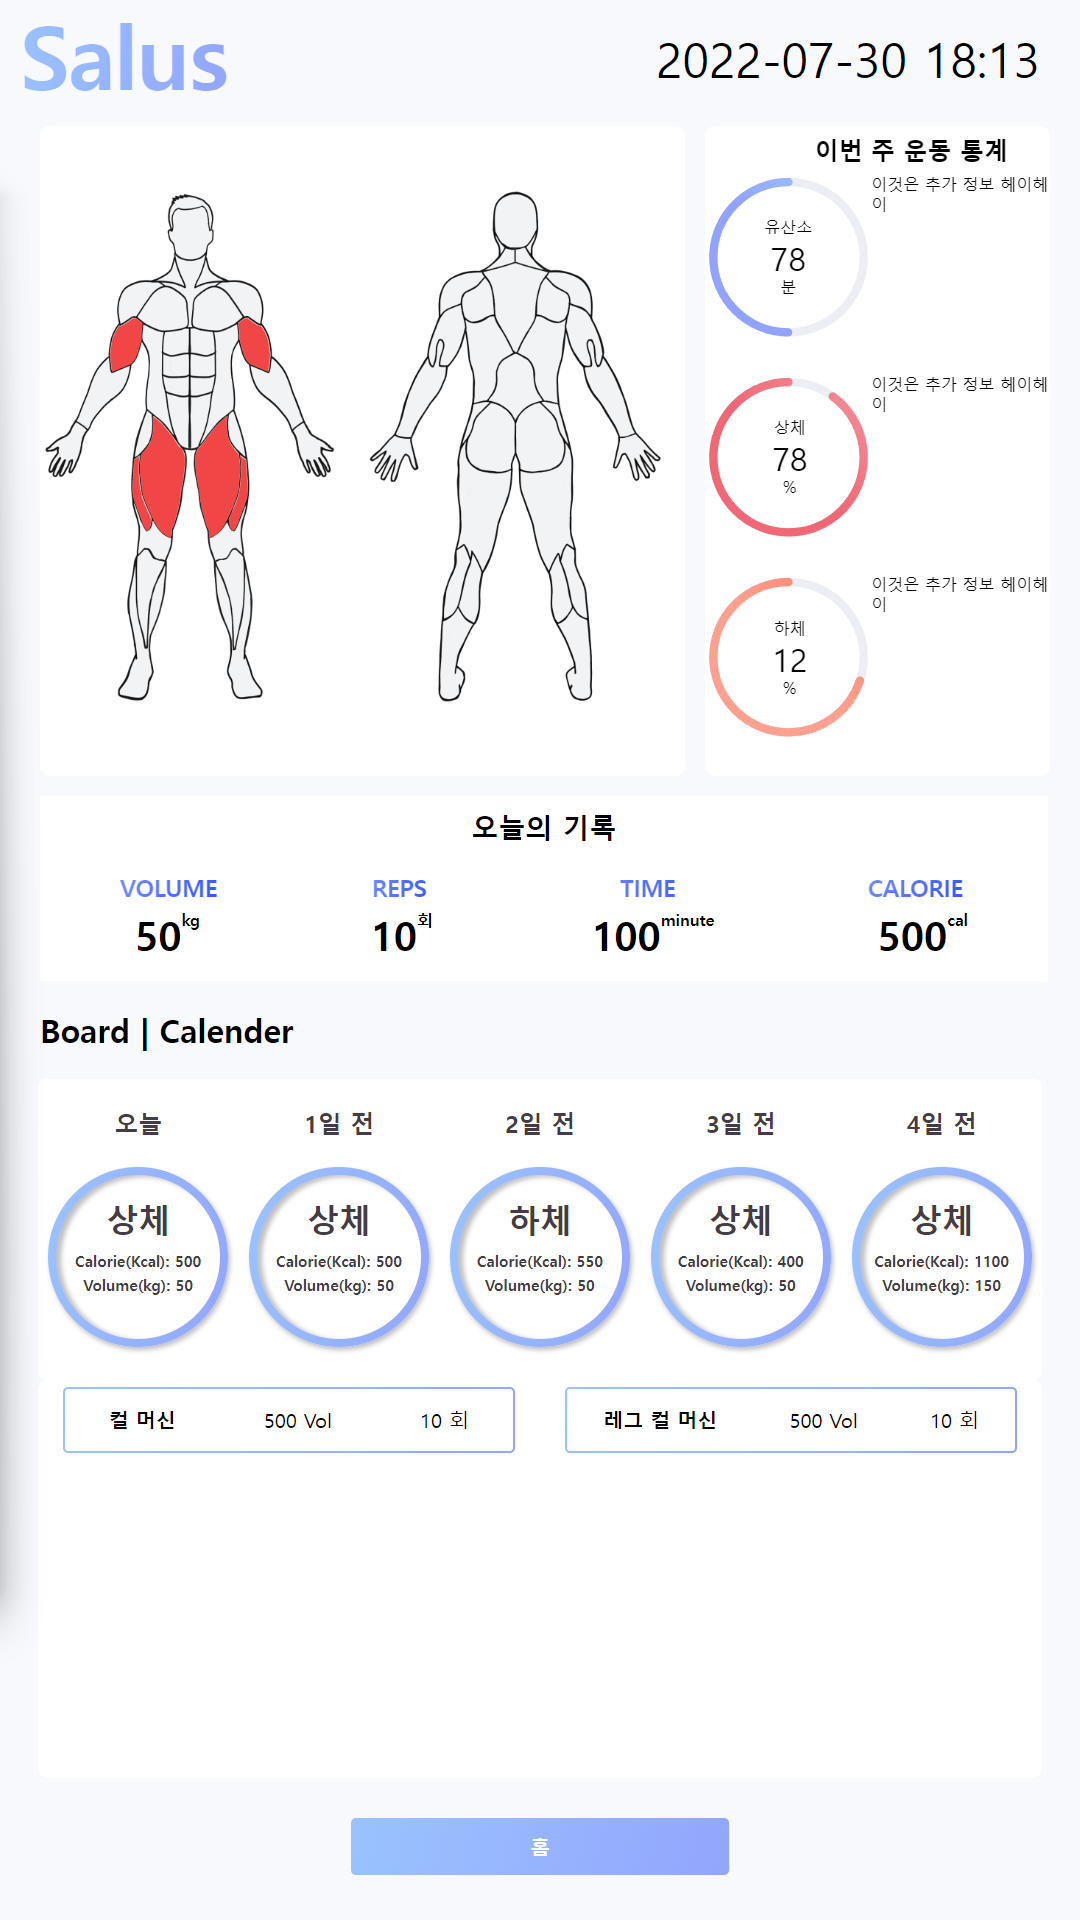 Salus
2022-07-30 18:13
이번 주 운동 통계
유산소
78
분
이것은 추가 정보 헤이헤
이
상체
78
%
이것은 추가 정보 헤이헤
이
하체
12
%
이것은 추가 정보 헤이헤
이
오늘의 기록
VOLUME REPS TIME CALORIE
50kg 10회 100minute 500cal
Board | Calender
오늘 1일 전 2일 전 3일 전 4일 전
상체 상체 하체 상체 상체
Calorie(Kcal): 500 Calorie(Kcal): 500 Calorie(Kcal): 550 Calorie(Kcal): 400 Calorie(Kcal): 1100
Volume(kg): 50 Volume(kg): 50 Volume(kg): 50 Volume(kg): 50 Volume(kg): 150
컬 머신 500 Vol 10 회 레그 컬 머신 500 Vol 10 회
홈